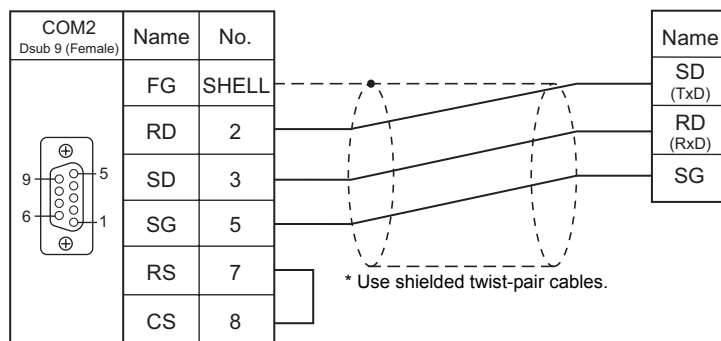 COM2
Dsub 9 (Female)
Name
No.
Name
FG
SHELL
SD
(TxD)
RD
2
RD
(RxD)
SD
3
SG
SG
5
RS
7
CS
8
9
5
6
1
* Use shielded twist-pair cables.